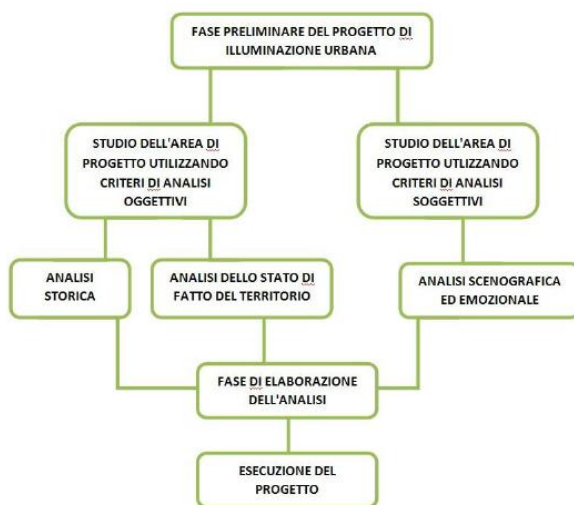 FASE PRELIMINARE DEL PROGETTO DI
ILLUMINAZIONE URBANA
STUDIO DELL'AREA DI
PROGETTO UTILIZZANDO
CRITERI DI ANALISI
OGGETTIVI
STUDIO DELL'AREA DI
PROGETTO UTLIZZANDO
CRITERI DI ANALISI
SOGGETTIVI
ANALISI
STORICA
ANALISI DELLO STATO DI
FATTO DEL TERRITORIO
ANALISI SCENOGRAFICA
ED EMOZIONALE
FASE DI ELABORAZIONE
DELL'ANALISI
ESECUZIONE DEL
PROGETTO